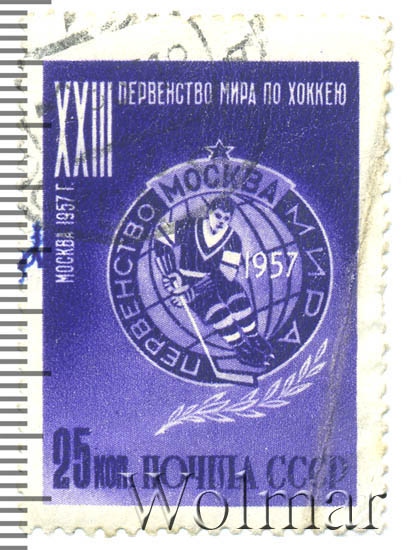 XXIII
ПЕРВЕНСТВО МИРА ПО ХОККЕЮ
МОСКВА 1957 Г.
МОСКВА
ПЕРВЕНСТВО МИРА
1957
25 КОП. ПОЧТА СССР
Wolmar